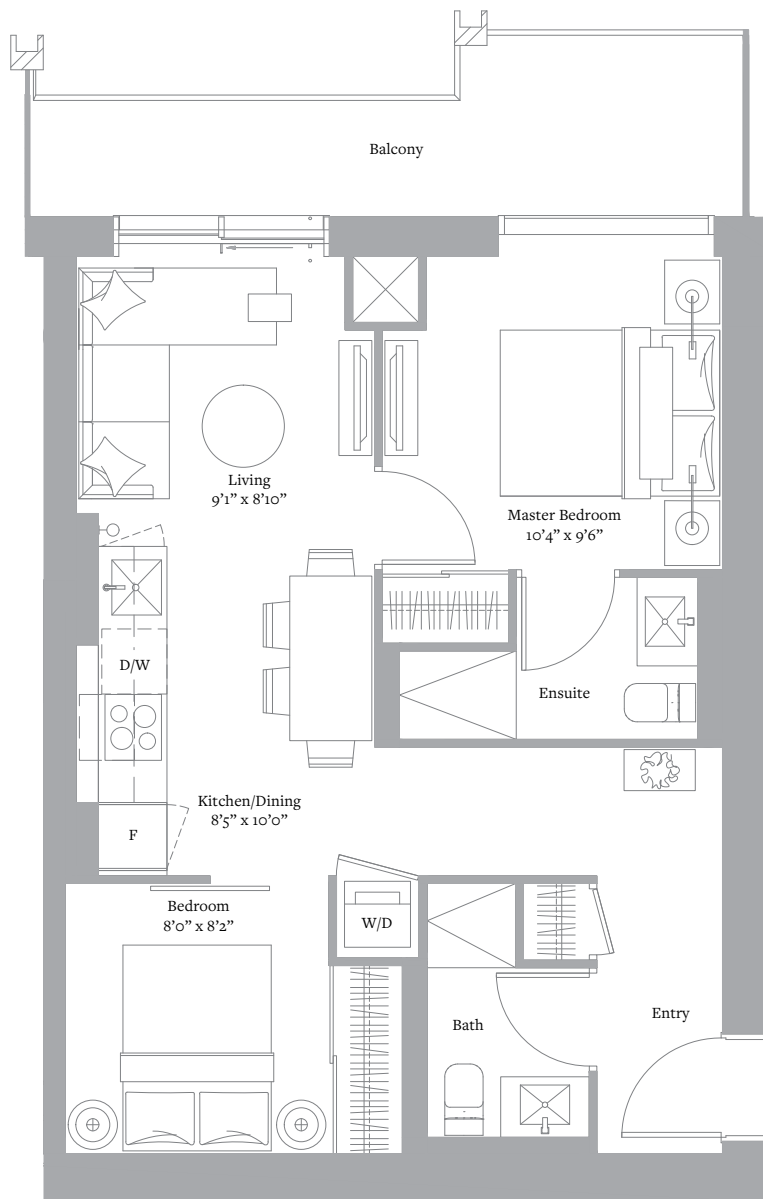 Balcony
Living
9’1” x 8’10”
Master Bedroom
10’4” x 9’6”
D/W
Ensuite
Kitchen/Dining
8’5” x 10’0”
F
Bedroom
8’0” x 8’2”
W/D
Bath
Entry